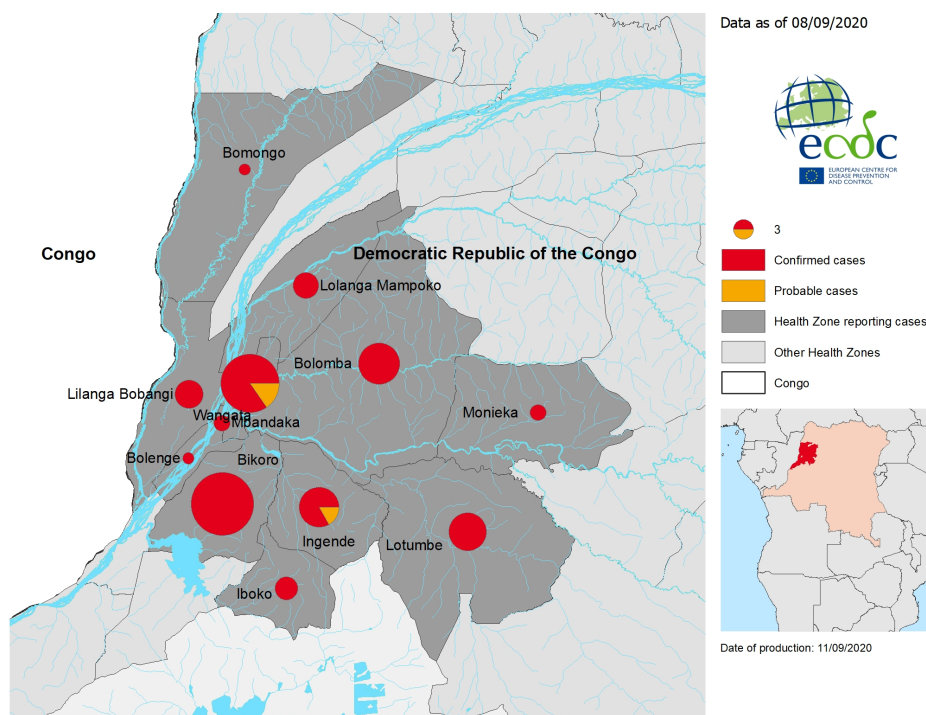 Data as of 08/09/2020
ecdc
EUROPEAN CENTRE FOR
DISEASE PREVENTION
AND CONTROL
Bomongo
Congo
Democratic Republic of the Congo
Lolanga Mampoko
Bolomba
Lilanga Bobangi
Wangata
Mbandaka
Monieka
Bolenge
Bikoro
Ingende
Lotumbe
Iboko
3
Confirmed cases
Probable cases
Health Zone reporting cases
Other Health Zones
Congo
Date of production: 11/09/2020